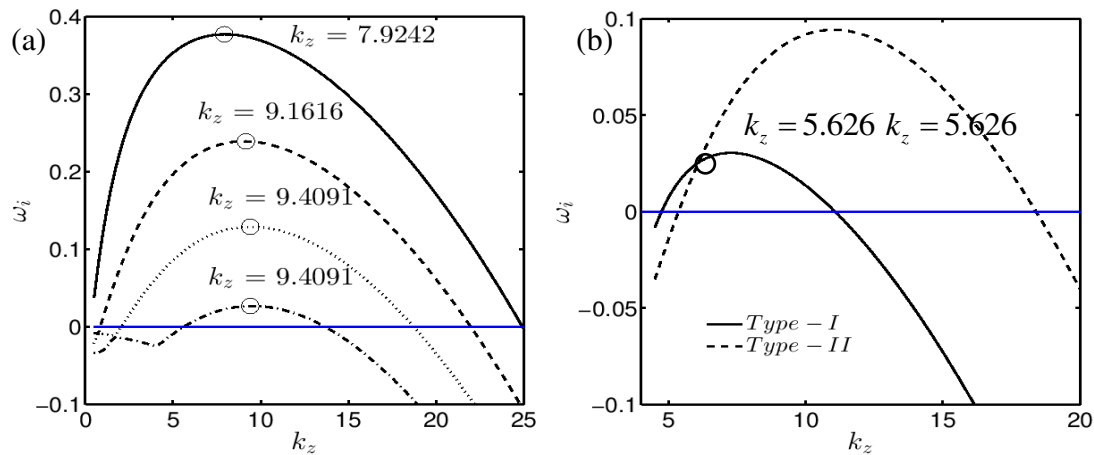 (a)
0.4
0.3
0.2
0.1
0
−0.1
ω_i
k_z = 7.9242
k_z = 9.1616
k_z = 9.4091
k_z = 9.4091
0 5 10 15 20 25
k_z
(b)
0.1
0.05
0
−0.05
−0.1
ω_i
k_z = 5.626 k_z = 5.626
Type − I
Type − II
5 10 15 20
k_z